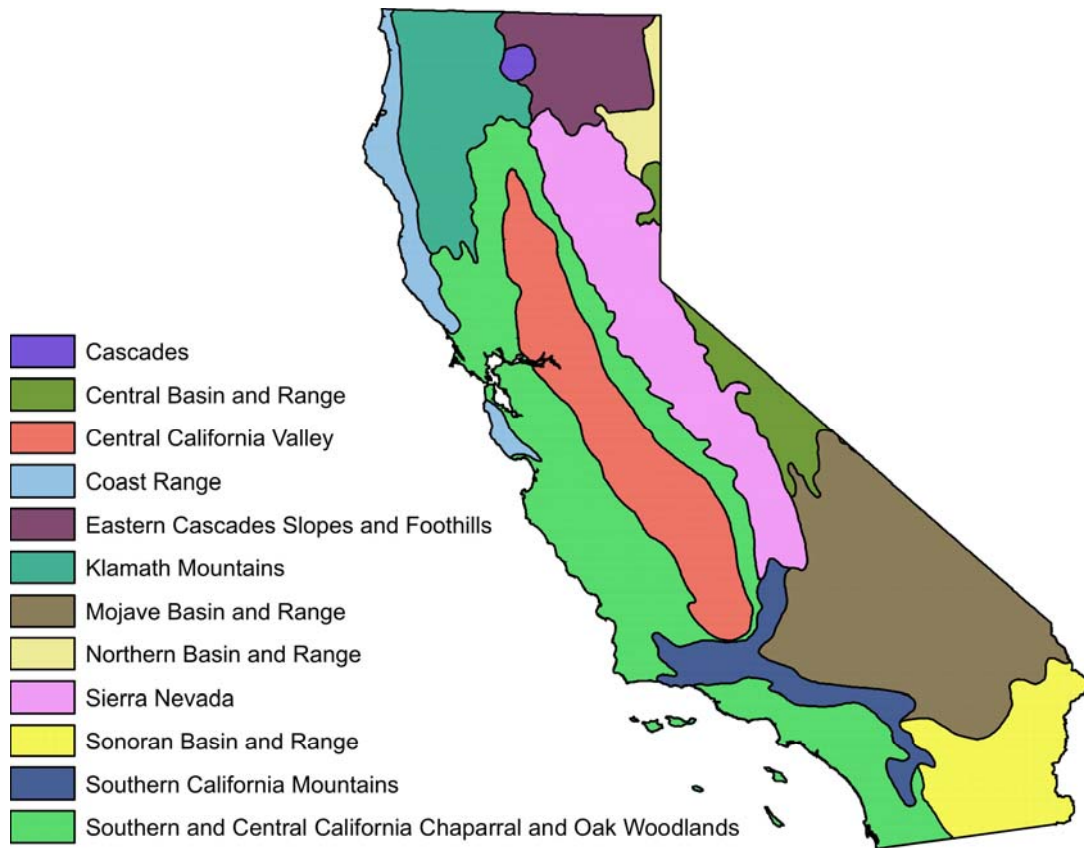 Cascades
Central Basin and Range
Central California Valley
Coast Range
Eastern Cascades Slopes and Foothills
Klamath Mountains
Mojave Basin and Range
Northern Basin and Range
Sierra Nevada
Sonoran Basin and Range
Southern California Mountains
Southern and Central California Chaparral and Oak Woodlands